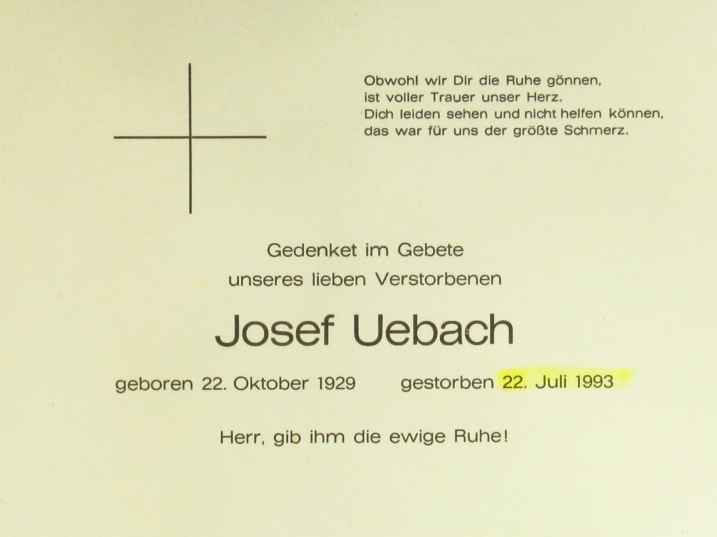 Obwohl wir Dir die Ruhe gönnen,
ist voller Trauer unser Herz.
Dich leiden sehen und nicht helfen können,
das war für uns der größte Schmerz.
Gedenket im Gebete
unseres lieben Verstorbenen
Josef Uebach
geboren 22. Oktober 1929 gestorben 22. Juli 1993
Herr, gib ihm die ewige Ruhe!